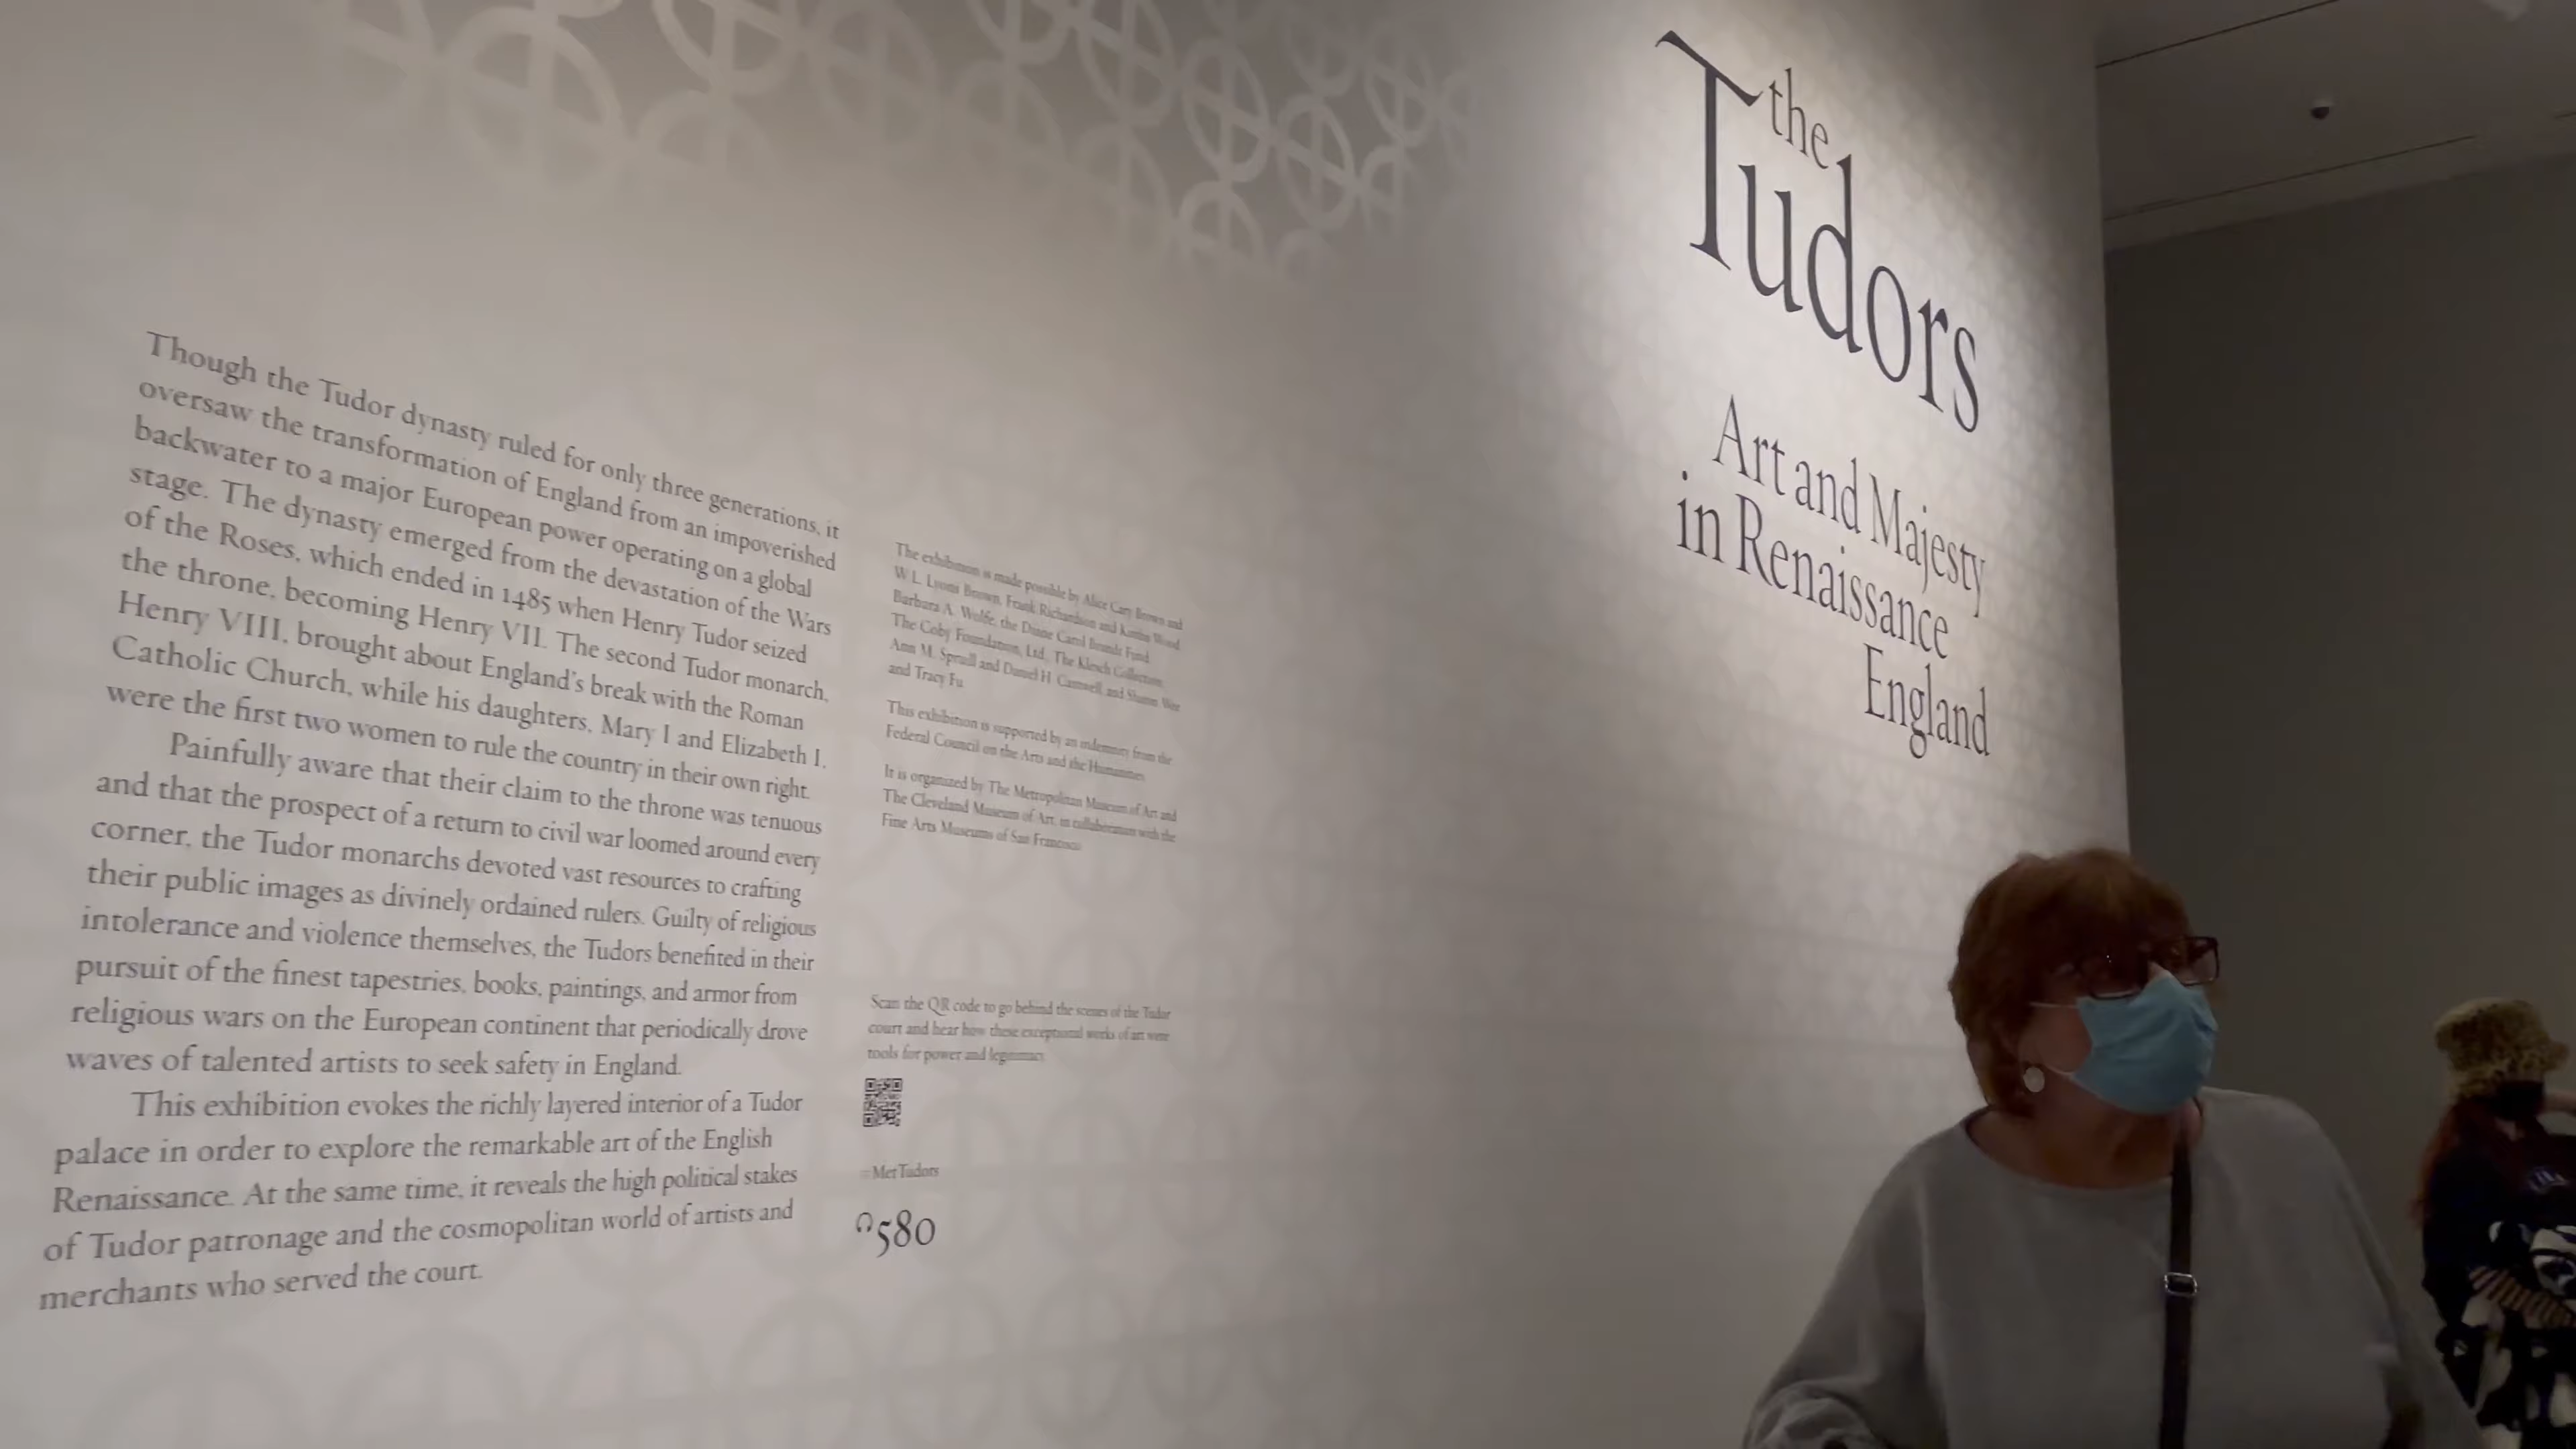 Though the Tudor dynasty ruled for only three generations, it
oversaw the transformation of England from an impoverished
backwater to a major European power operating on a global
stage. The dynasty emerged from the devastation of the Wars
of the Roses, which ended in 1485 when Henry Tudor seized
the throne, becoming Henry VII. The second Tudor monarch,
Henry VIII, brought about England's break with the Roman
Catholic Church, while his daughters, Mary I and Elizabeth I,
were the first two women to rule the country in their own right.
Painfully aware that their claim to the throne was tenuous
and that the prospect of a return to civil war loomed around every
corner, the Tudor monarchs devoted vast resources to crafting
their public images as divinely ordained rulers. Guilty of religious
intolerance and violence themselves, the Tudors benefited in their
pursuit of the finest tapestries, books, paintings, and armor from
religious wars on the European continent that periodically drove
waves of talented artists to seek safety in England.
This exhibition evokes the richly layered interior of a Tudor
palace in order to explore the remarkable art of the English
Renaissance. At the same time, it reveals the high political stakes
of Tudor patronage and the cosmopolitan world of artists and
merchants who served the court.
The exhibition is made possible by Alice Cary Brown and
W.L. Lyons Brown, Frank Richardson and Kimba Wood,
Barbara A. Wolfe, the Diane Carol Brandt Fund,
The Coby Foundation, Ltd., The Klesch Collection,
Ann M. Spruill and Daniel H. Cantwell, and Sharon Wee
and Tracy Fu.
This exhibition is supported by an indemnity from the
Federal Council on the Arts and the Humanities.
It is organized by The Metropolitan Museum of Art and
The Cleveland Museum of Art, in collaboration with the
Fine Arts Museums of San Francisco.
Scan the QR code to go behind the scenes of the Tudor
court and hear how these exceptional works of art were
tools for power and legitimacy.
#MetTudors
580
the
Tudors
Art and Majesty
in Renaissance
England